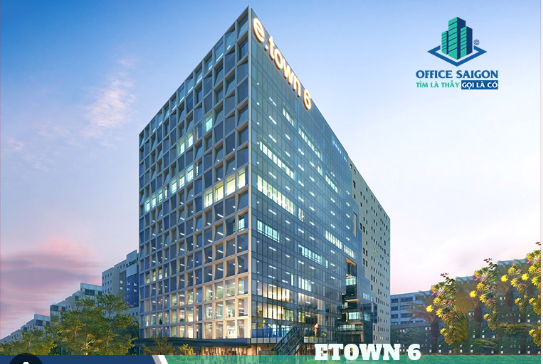 e.town 6
OFFICE SAIGON
TÌM LÀ THẤY GỌI LÀ CÓ
ETOWN 6